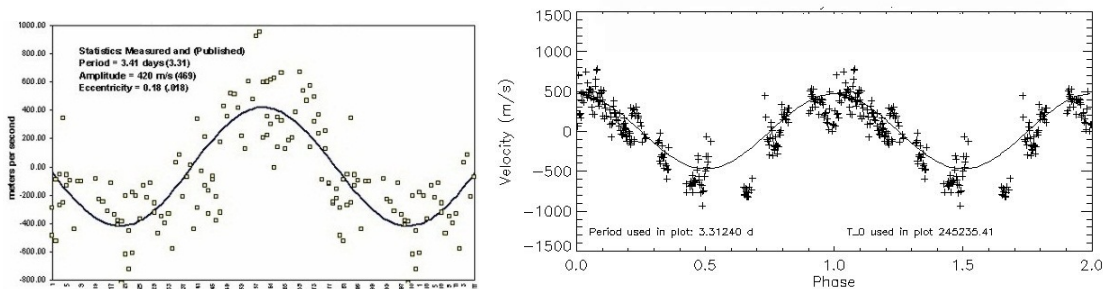 1000.00
800.00
600.00
400.00
200.00
0.00
-200.00
-400.00
-600.00
-800.00
meters per second
Statistics: Measured and (Published)
Period = 3.41 days (3.31)
Amplitude = 420 m/s (469)
Eccentricity = 0.18 (.018)
1500
1000
500
0
-500
-1000
-1500
Velocity (m/s)
Period used in plot: 3.31240 d
T_0 used in plot 245235.41
0.0
0.5
1.0
1.5
2.0
Phase